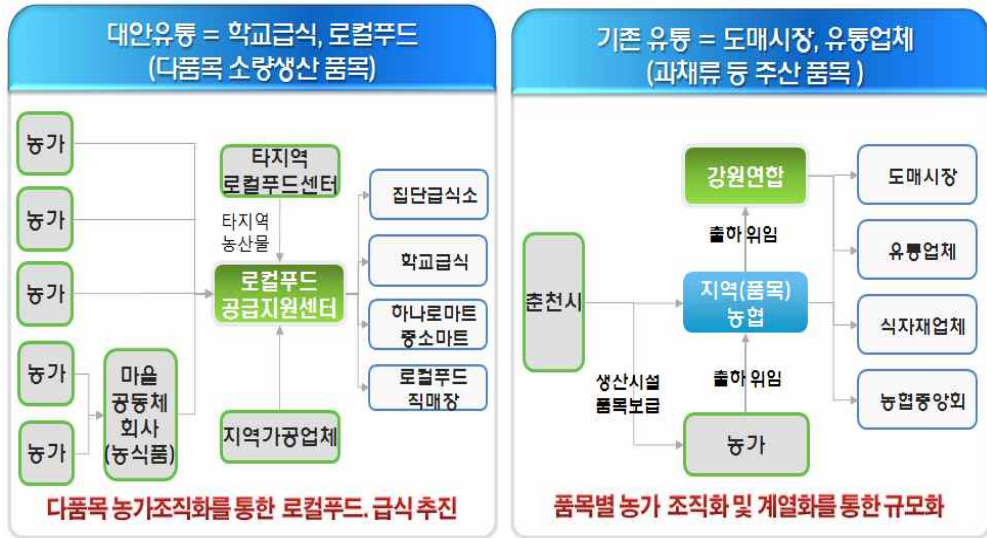 대안유통 = 학교급식, 로컬푸드
(다품목 소량생산 품목)
농가
농가
농가
농가
농가
마을
공동체
회사
(농식품)
타지역
로컬푸드센터
타지역
농산물
로컬푸드
공급지원센터
지역가공업체
집단급식소
학교급식
하나로마트
중소마트
로컬푸드
직매장
다품목 농가조직화를 통한 로컬푸드. 급식 추진
기존 유통 = 도매시장, 유통업체
(과채류 등 주산 품목 )
춘천시
강원연합
출하 위임
지역(품목)
농협
생산시설
품목보급
출하 위임
농가
도매시장
유통업체
식자재업체
농협중앙회
품목별 농가 조직화 및 계열화를 통한 규모화